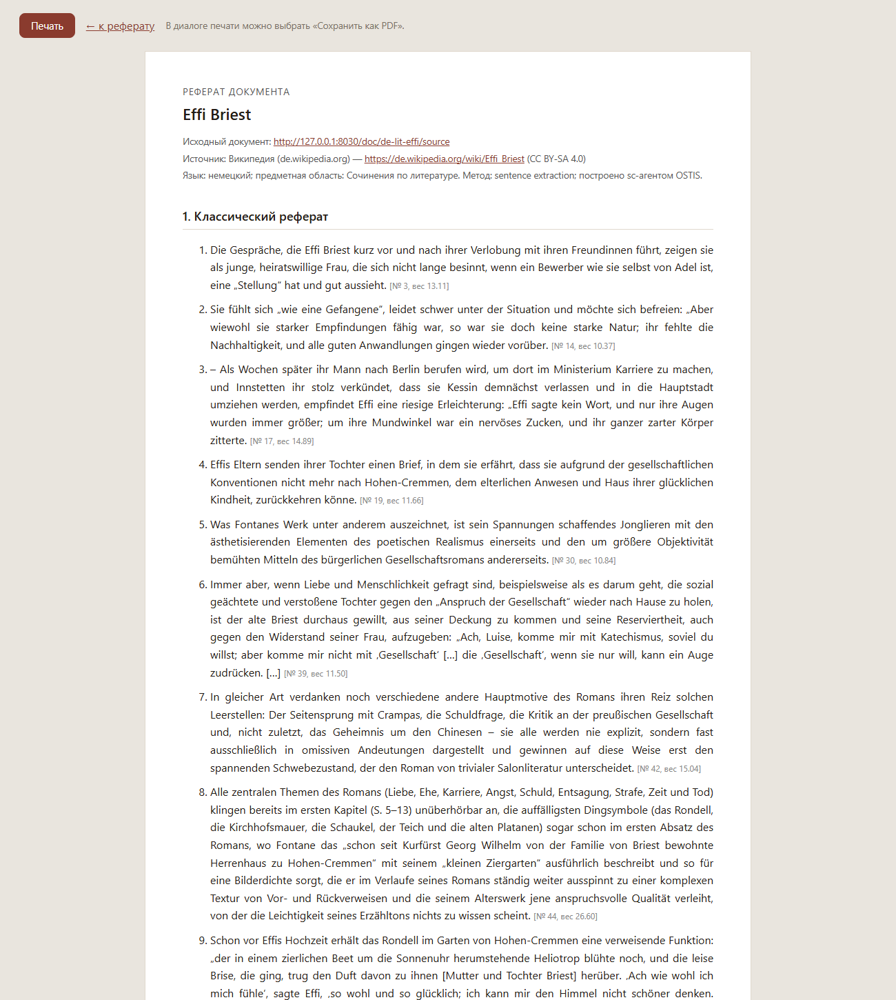 Печать
← к реферату
В диалоге печати можно выбрать «Сохранить как PDF».
РЕФЕРАТ ДОКУМЕНТА
Effi Briest
Исходный документ: http://127.0.0.1:8030/doc/de-lit-effi/source
Источник: Википедия (de.wikipedia.org) — https://de.wikipedia.org/wiki/Effi_Briest (CC BY-SA 4.0)
Язык: немецкий; предметная область: Сочинения по литературе. Метод: sentence extraction; построено sc-агентом OSTIS.
1. Классический реферат
1. Die Gespräche, die Effi Briest kurz vor und nach ihrer Verlobung mit ihren Freundinnen führt, zeigen sie
als junge, heiratswillige Frau, die sich nicht lange besinnt, wenn ein Bewerber wie sie selbst von Adel ist,
eine „Stellung“ hat und gut aussieht. [№ 3, вес 13.11]
2. Sie fühlt sich „wie eine Gefangene“, leidet schwer unter der Situation und möchte sich befreien: „Aber
wiewohl sie starker Empfindungen fähig war, so war sie doch keine starke Natur; ihr fehlte die
Nachhaltigkeit, und alle guten Anwandlungen gingen wieder vorüber. [№ 14, вес 10.37]
3. – Als Wochen später ihr Mann nach Berlin berufen wird, um dort im Ministerium Karriere zu machen,
und Innstetten ihr stolz verkündet, dass sie Kessin demnächst verlassen und in die Hauptstadt
umziehen werden, empfindet Effi eine riesige Erleichterung: „Effi sagte kein Wort, und nur ihre Augen
wurden immer größer; um ihre Mundwinkel war ein nervöses Zucken, und ihr ganzer zarter Körper
zitterte. [№ 17, вес 14.89]
4. Effis Eltern senden ihrer Tochter einen Brief, in dem sie erfährt, dass sie aufgrund der gesellschaftlichen
Konventionen nicht mehr nach Hohen-Cremmen, dem elterlichen Anwesen und Haus ihrer glücklichen
Kindheit, zurückkehren könne. [№ 19, вес 11.66]
5. Was Fontanes Werk unter anderem auszeichnet, ist sein Spannungen schaffendes Jonglieren mit den
ästhetisierenden Elementen des poetischen Realismus einerseits und den um größere Objektivität
bemühten Mitteln des bürgerlichen Gesellschaftsromans andererseits. [№ 30, вес 10.84]
6. Immer aber, wenn Liebe und Menschlichkeit gefragt sind, beispielsweise als es darum geht, die sozial
geächtete und verstoßene Tochter gegen den „Anspruch der Gesellschaft“ wieder nach Hause zu holen,
ist der alte Briest durchaus gewillt, aus seiner Deckung zu kommen und seine Reserviertheit, auch
gegen den Widerstand seiner Frau, aufzugeben: „Ach, Luise, komme mir mit Katechismus, soviel du
willst; aber komme mir nicht mit ‚Gesellschaft‘ […] die ‚Gesellschaft‘, wenn sie nur will, kann ein Auge
zudrücken. […] [№ 39, вес 11.50]
7. In gleicher Art verdanken noch verschiedene andere Hauptmotive des Romans ihren Reiz solchen
Leerstellen: Der Seitensprung mit Crampas, die Schuldfrage, die Kritik an der preußischen Gesellschaft
und, nicht zuletzt, das Geheimnis um den Chinesen – sie alle werden nie explizit, sondern fast
ausschließlich in omissiven Andeutungen dargestellt und gewinnen auf diese Weise erst den
spannenden Schwebezustand, der den Roman von trivialer Salonliteratur unterscheidet. [№ 42, вес 15.04]
8. Alle zentralen Themen des Romans (Liebe, Ehe, Karriere, Angst, Schuld, Entsagung, Strafe, Zeit und Tod)
klingen bereits im ersten Kapitel (S. 5–13) unüberhörbar an, die auffälligsten Dingsymbole (das Rondell,
die Kirchhofsmauer, die Schaukel, der Teich und die alten Platanen) sogar schon im ersten Absatz des
Romans, wo Fontane das „schon seit Kurfürst Georg Wilhelm von der Familie von Briest bewohnte
Herrenhaus zu Hohen-Cremmen“ mit seinem „kleinen Ziergarten“ ausführlich beschreibt und so für
eine Bilderdichte sorgt, die er im Verlaufe seines Romans ständig weiter ausspinnt zu einer komplexen
Textur von Vor- und Rückverweisen und die seinem Alterswerk jene anspruchsvolle Qualität verleiht,
von der die Leichtigkeit seines Erzähltons nichts zu wissen scheint. [№ 44, вес 26.60]
9. Schon vor Effis Hochzeit erhält das Rondell im Garten von Hohen-Cremmen eine verweisende Funktion:
„der in einem zierlichen Beet um die Sonnenuhr herumstehende Heliotrop blühte noch, und die leise
Brise, die ging, trug den Duft davon zu ihnen [Mutter und Tochter Briest] herüber. ‚Ach wie wohl ich
mich fühle‘, sagte Effi, ‚so wohl und so glücklich; ich kann mir den Himmel nicht schöner denken.